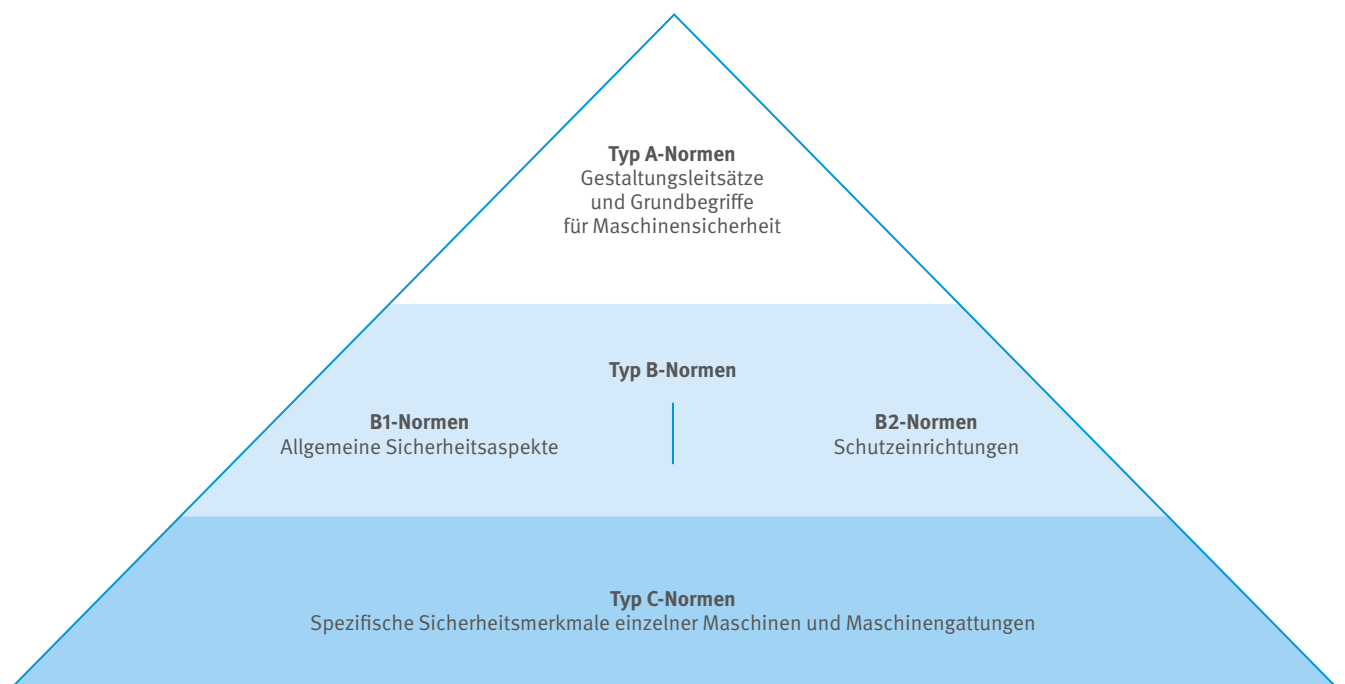 Typ A-Normen
Gestaltungsleitsätze
und Grundbegriffe
für Maschinensicherheit
Typ B-Normen
B1-Normen
Allgemeine Sicherheitsaspekte
B2-Normen
Schutzeinrichtungen
Typ C-Normen
Spezifische Sicherheitsmerkmale einzelner Maschinen und Maschinengattungen